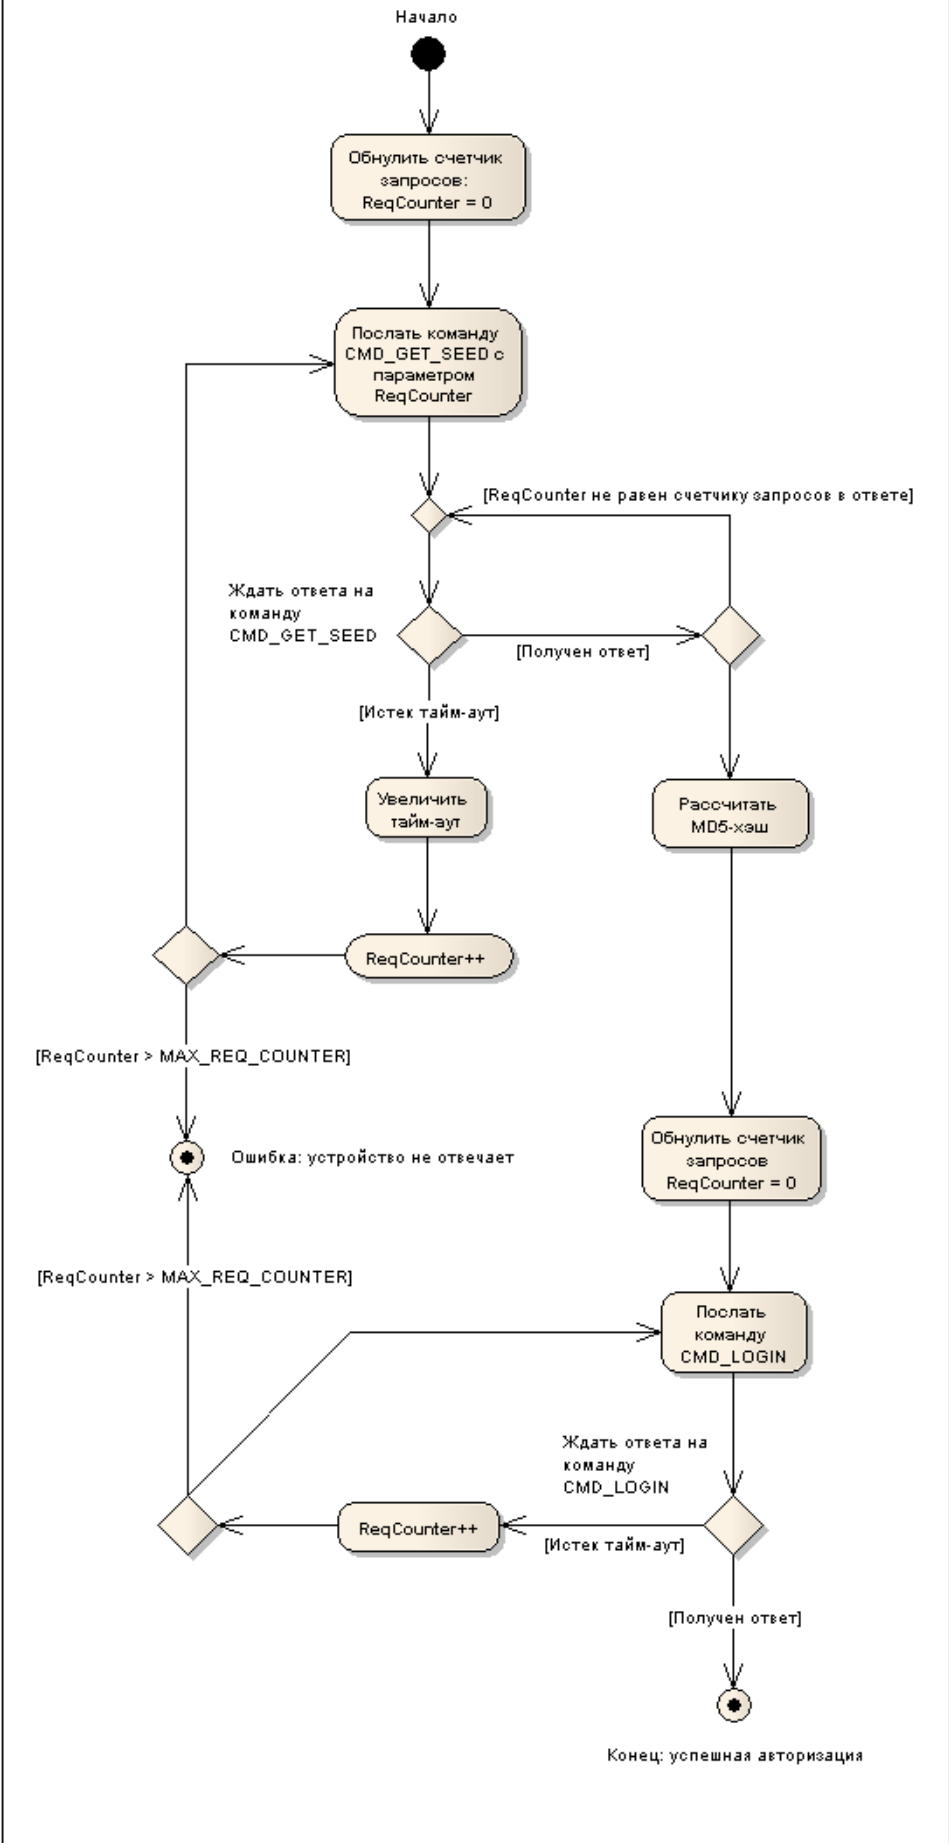 Начало
Обнулить счетчик
запросов:
ReqCounter = 0
Послать команду
CMD_GET_SEED с
параметром
ReqCounter
[ReqCounter не равен счетчику запросов в ответе]
Ждать ответа на
команду
CMD_GET_SEED
[Получен ответ]
[Истек тайм-аут]
Увеличить
тайм-аут
Рассчитать
MD5-хэш
ReqCounter++
[ReqCounter > MAX_REQ_COUNTER]
Ошибка: устройство не отвечает
Обнулить счетчик
запросов
ReqCounter = 0
[ReqCounter > MAX_REQ_COUNTER]
Послать
команду
CMD_LOGIN
Ждать ответа на
команду
CMD_LOGIN
ReqCounter++
[Истек тайм-аут]
[Получен ответ]
Конец: успешная авторизация